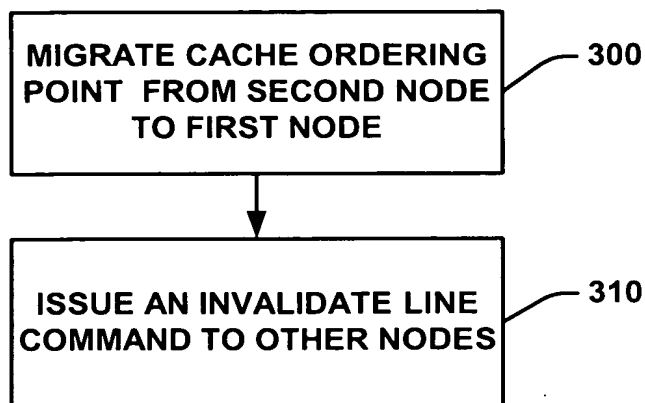 MIGRATE CACHE ORDERING
POINT FROM SECOND NODE
TO FIRST NODE
300
ISSUE AN INVALIDATE LINE
COMMAND TO OTHER NODES
310